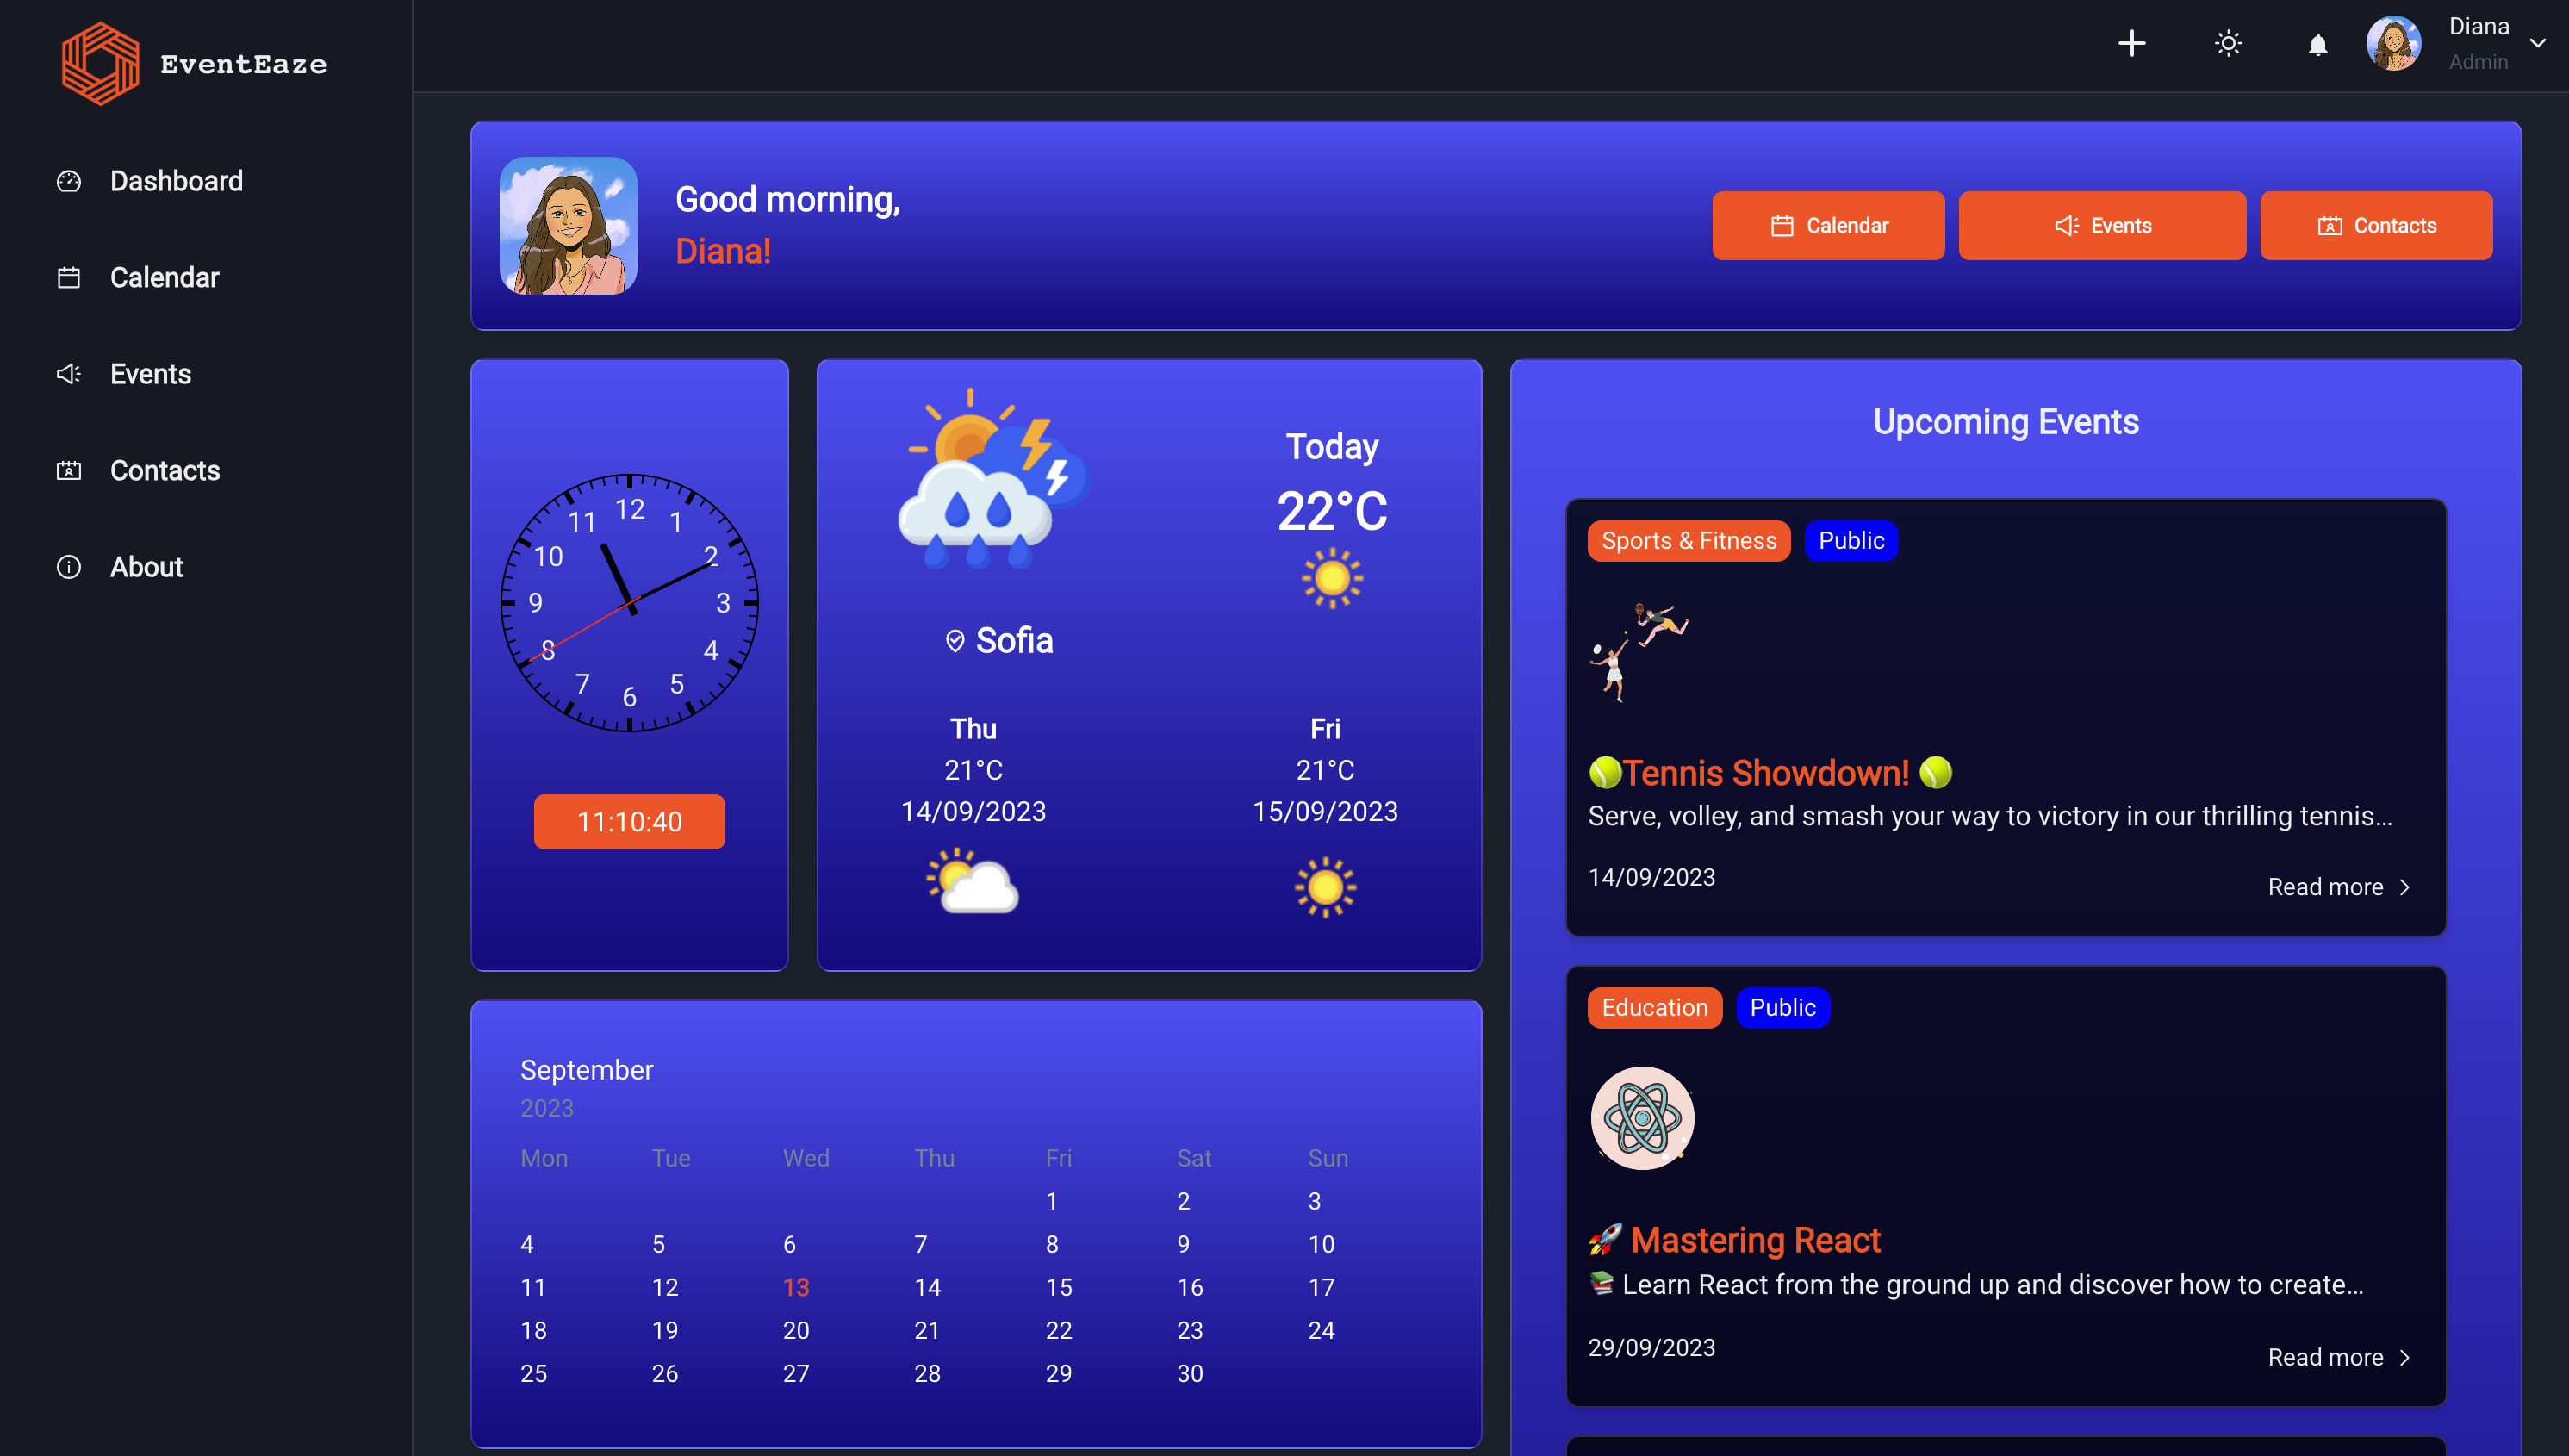 EventEaze
Dashboard
Calendar
Events
Contacts
About
Diana
Admin
Good morning,
Diana!
Calendar
Events
Contacts
12
1
2
3
4
5
6
7
8
9
10
11
11:10:40
Sofia
Today
22°C
Thu
21°C
14/09/2023
Fri
21°C
15/09/2023
September
2023
Mon Tue Wed Thu Fri Sat Sun
1 2 3
4 5 6 7 8 9 10
11 12 13 14 15 16 17
18 19 20 21 22 23 24
25 26 27 28 29 30
Upcoming Events
Sports & Fitness Public
🎾Tennis Showdown! 🎾
Serve, volley, and smash your way to victory in our thrilling tennis...
14/09/2023
Read more
Education Public
🚀 Mastering React
📚 Learn React from the ground up and discover how to create...
29/09/2023
Read more